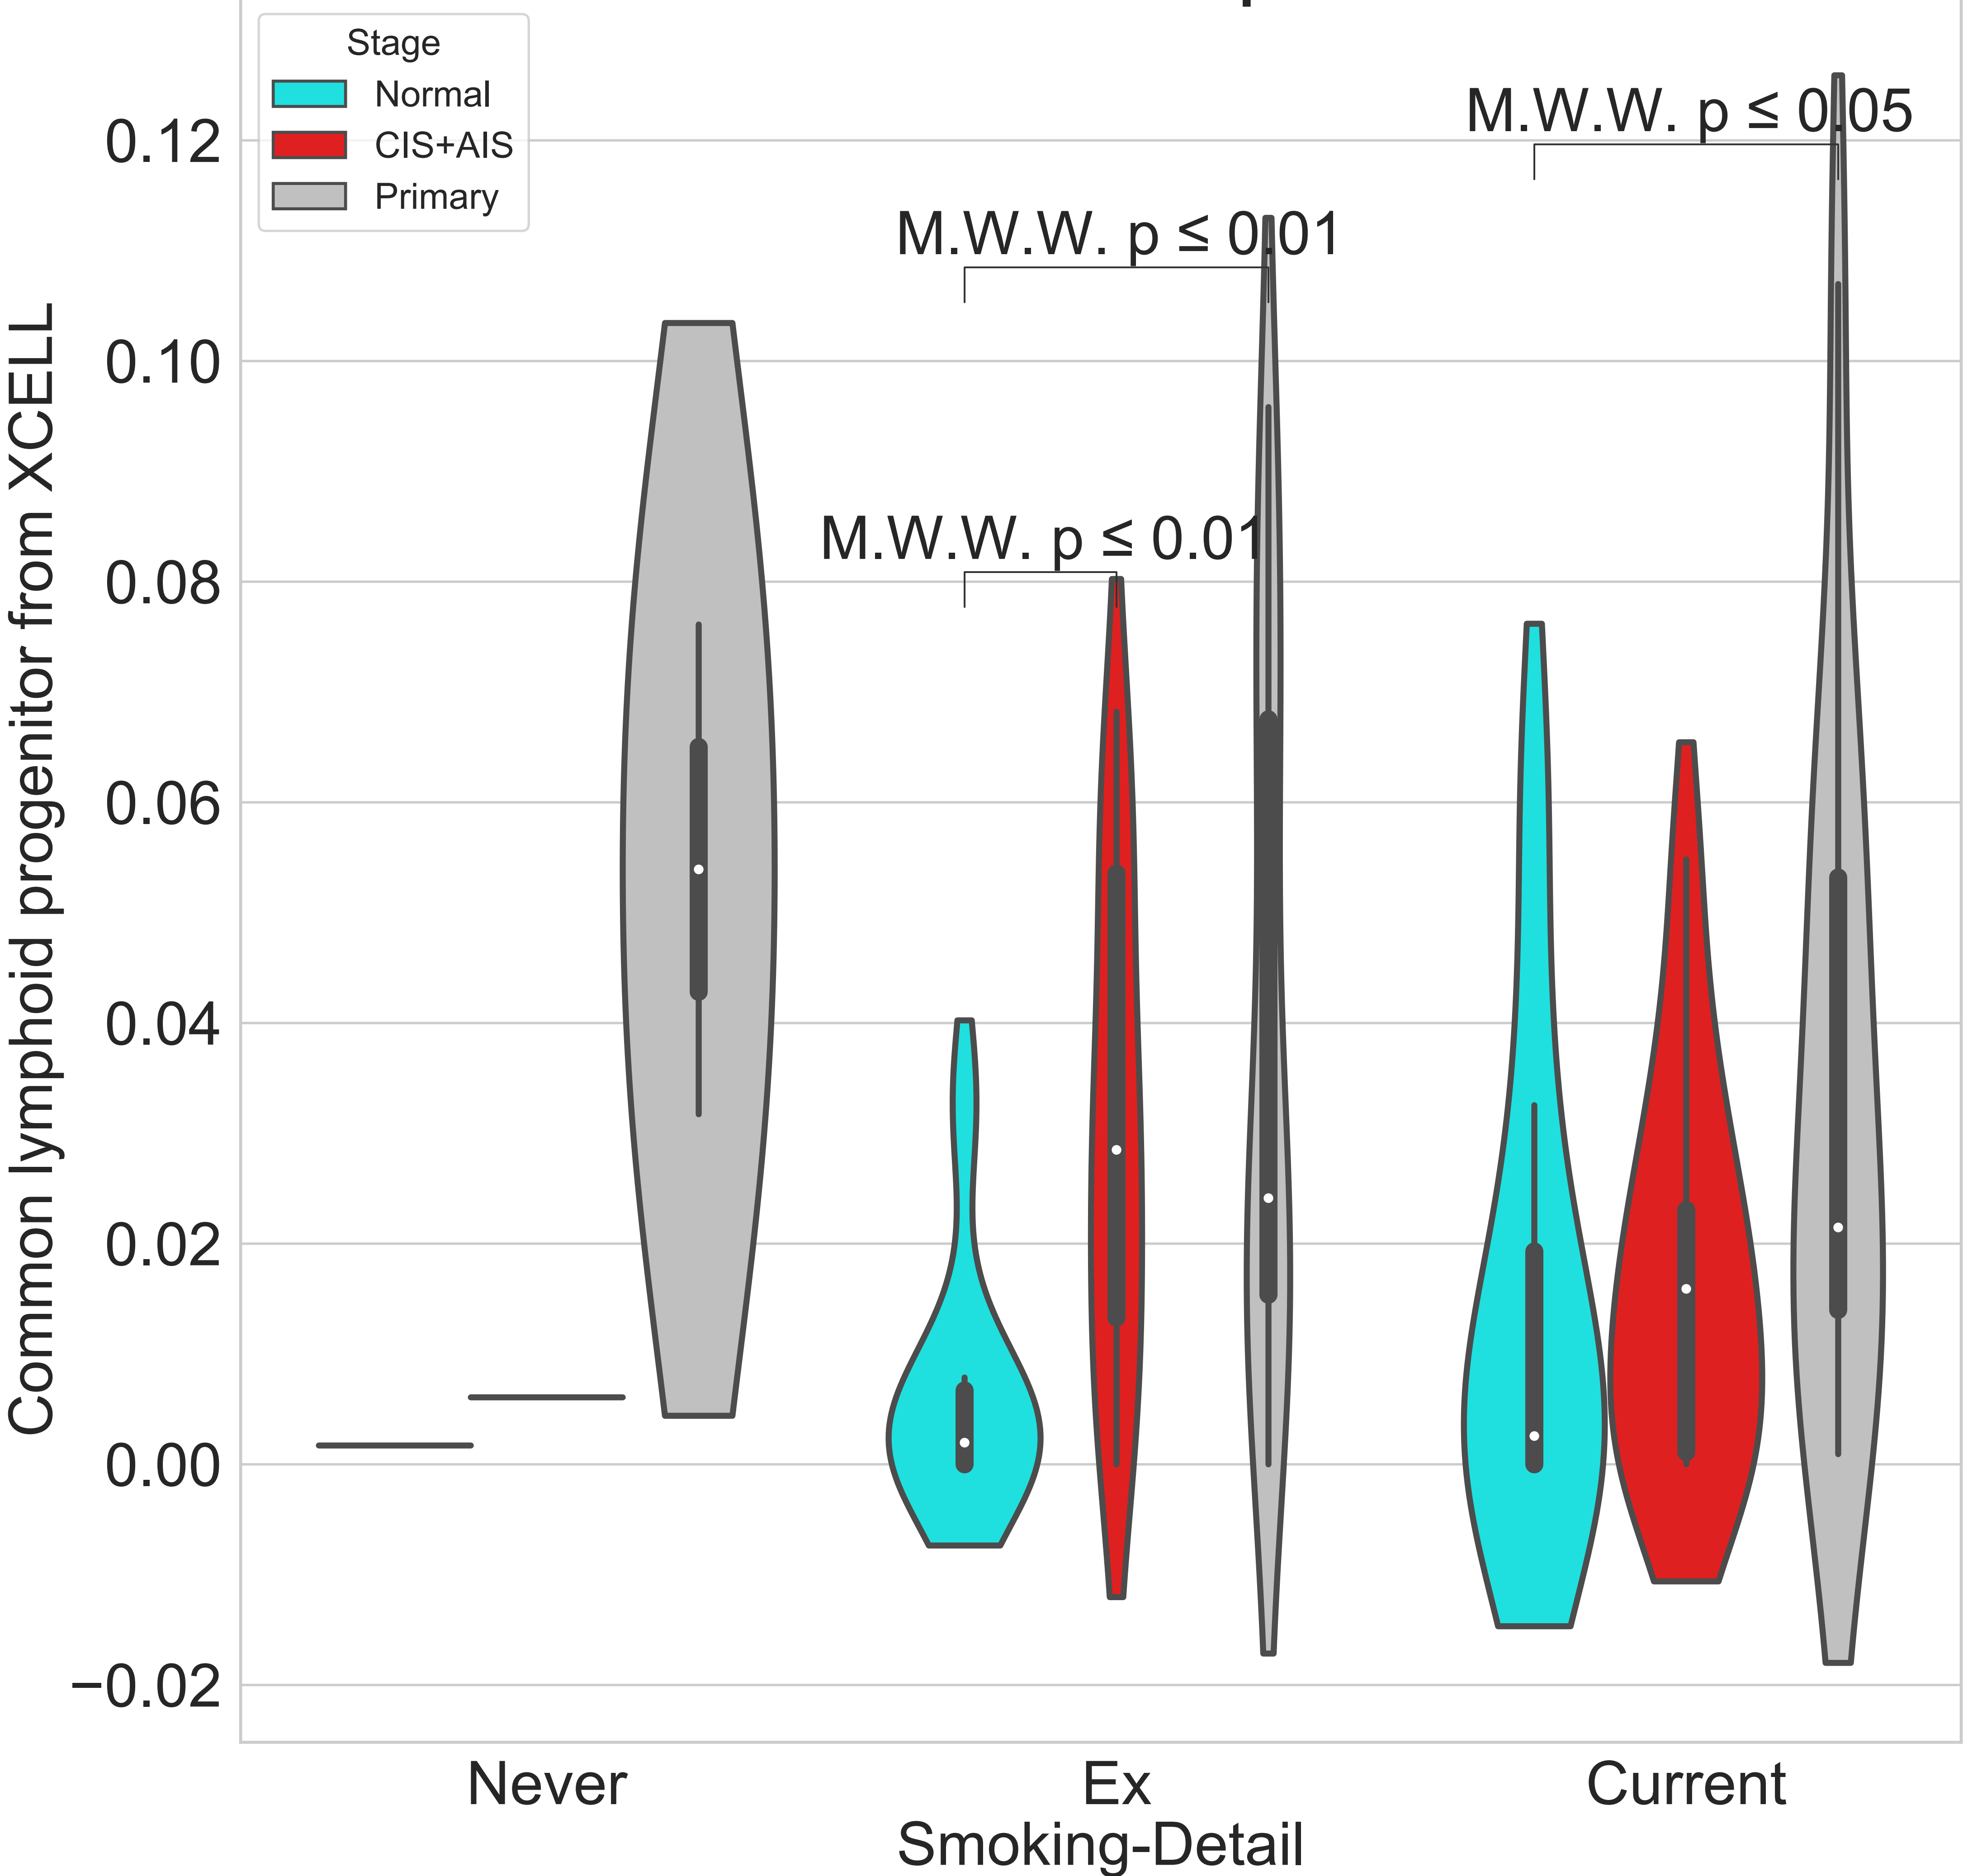 Stage
Normal
CIS+AIS
Primary
M.W.W. p ≤ 0.05
M.W.W. p ≤ 0.01
M.W.W. p ≤ 0.01
Common lymphoid progenitor from XCELL
0.12
0.10
0.08
0.06
0.04
0.02
0.00
−0.02
Never
Ex
Current
Smoking-Detail